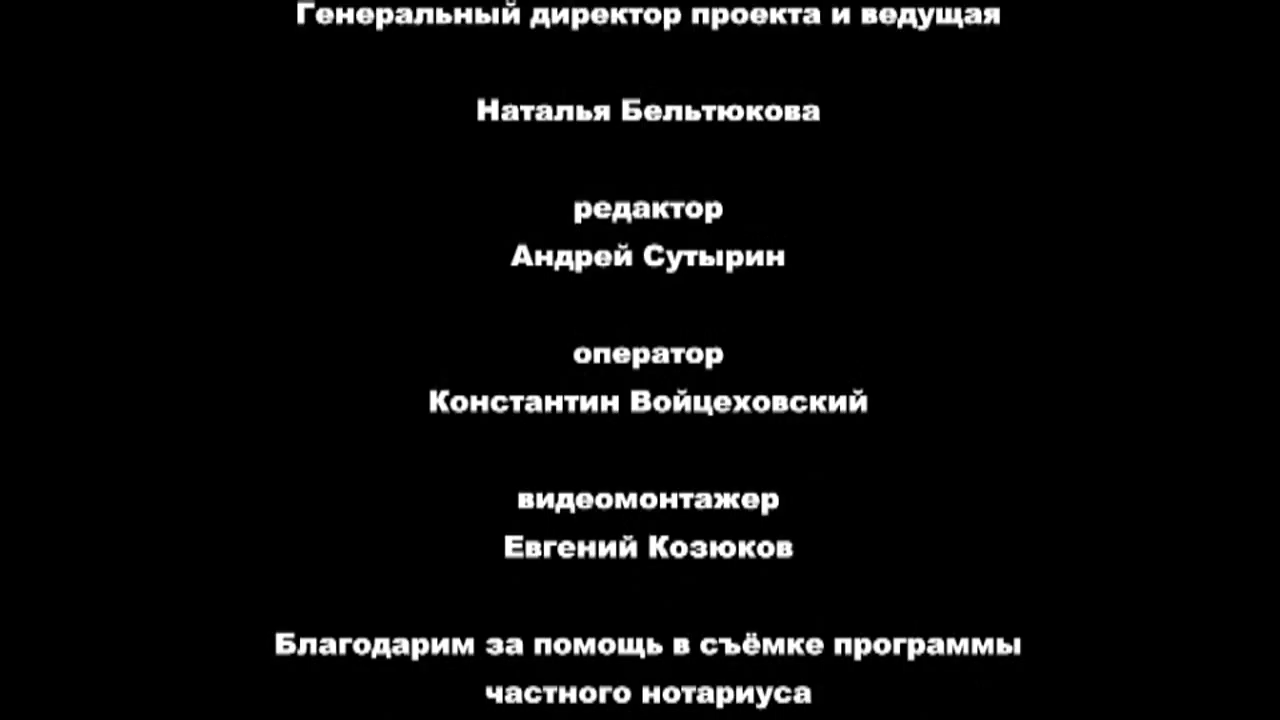 Генеральный директор проекта и ведущая
Наталья Бельтюкова
редактор
Андрей Сутырин
оператор
Константин Войцеховский
видеомонтажер
Евгений Козюков
Благодарим за помощь в съёмке программы
частного нотариуса